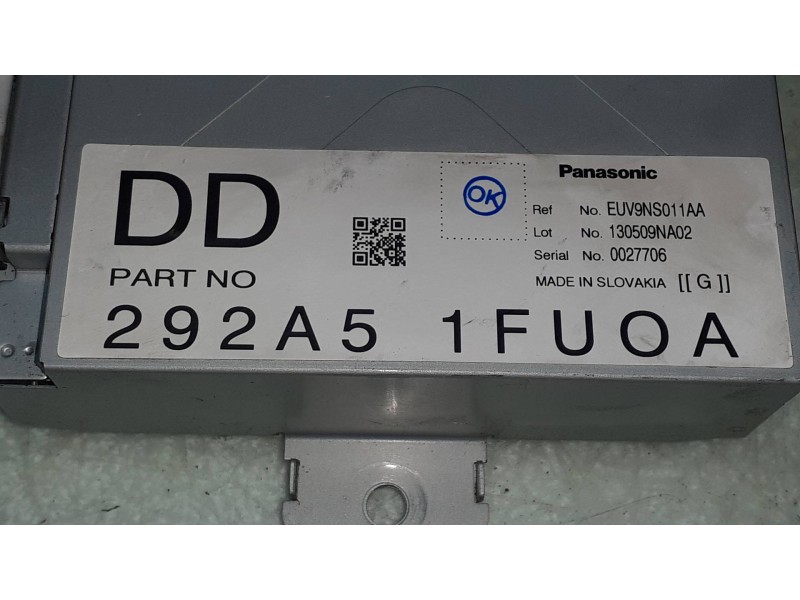 DD
PART NO
292A5 1FUOA
OK
Panasonic
Ref No. EUV9NS011AA
Lot No. 130509NA02
Serial No. 0027706
MADE IN SLOVAKIA [[ G ]]